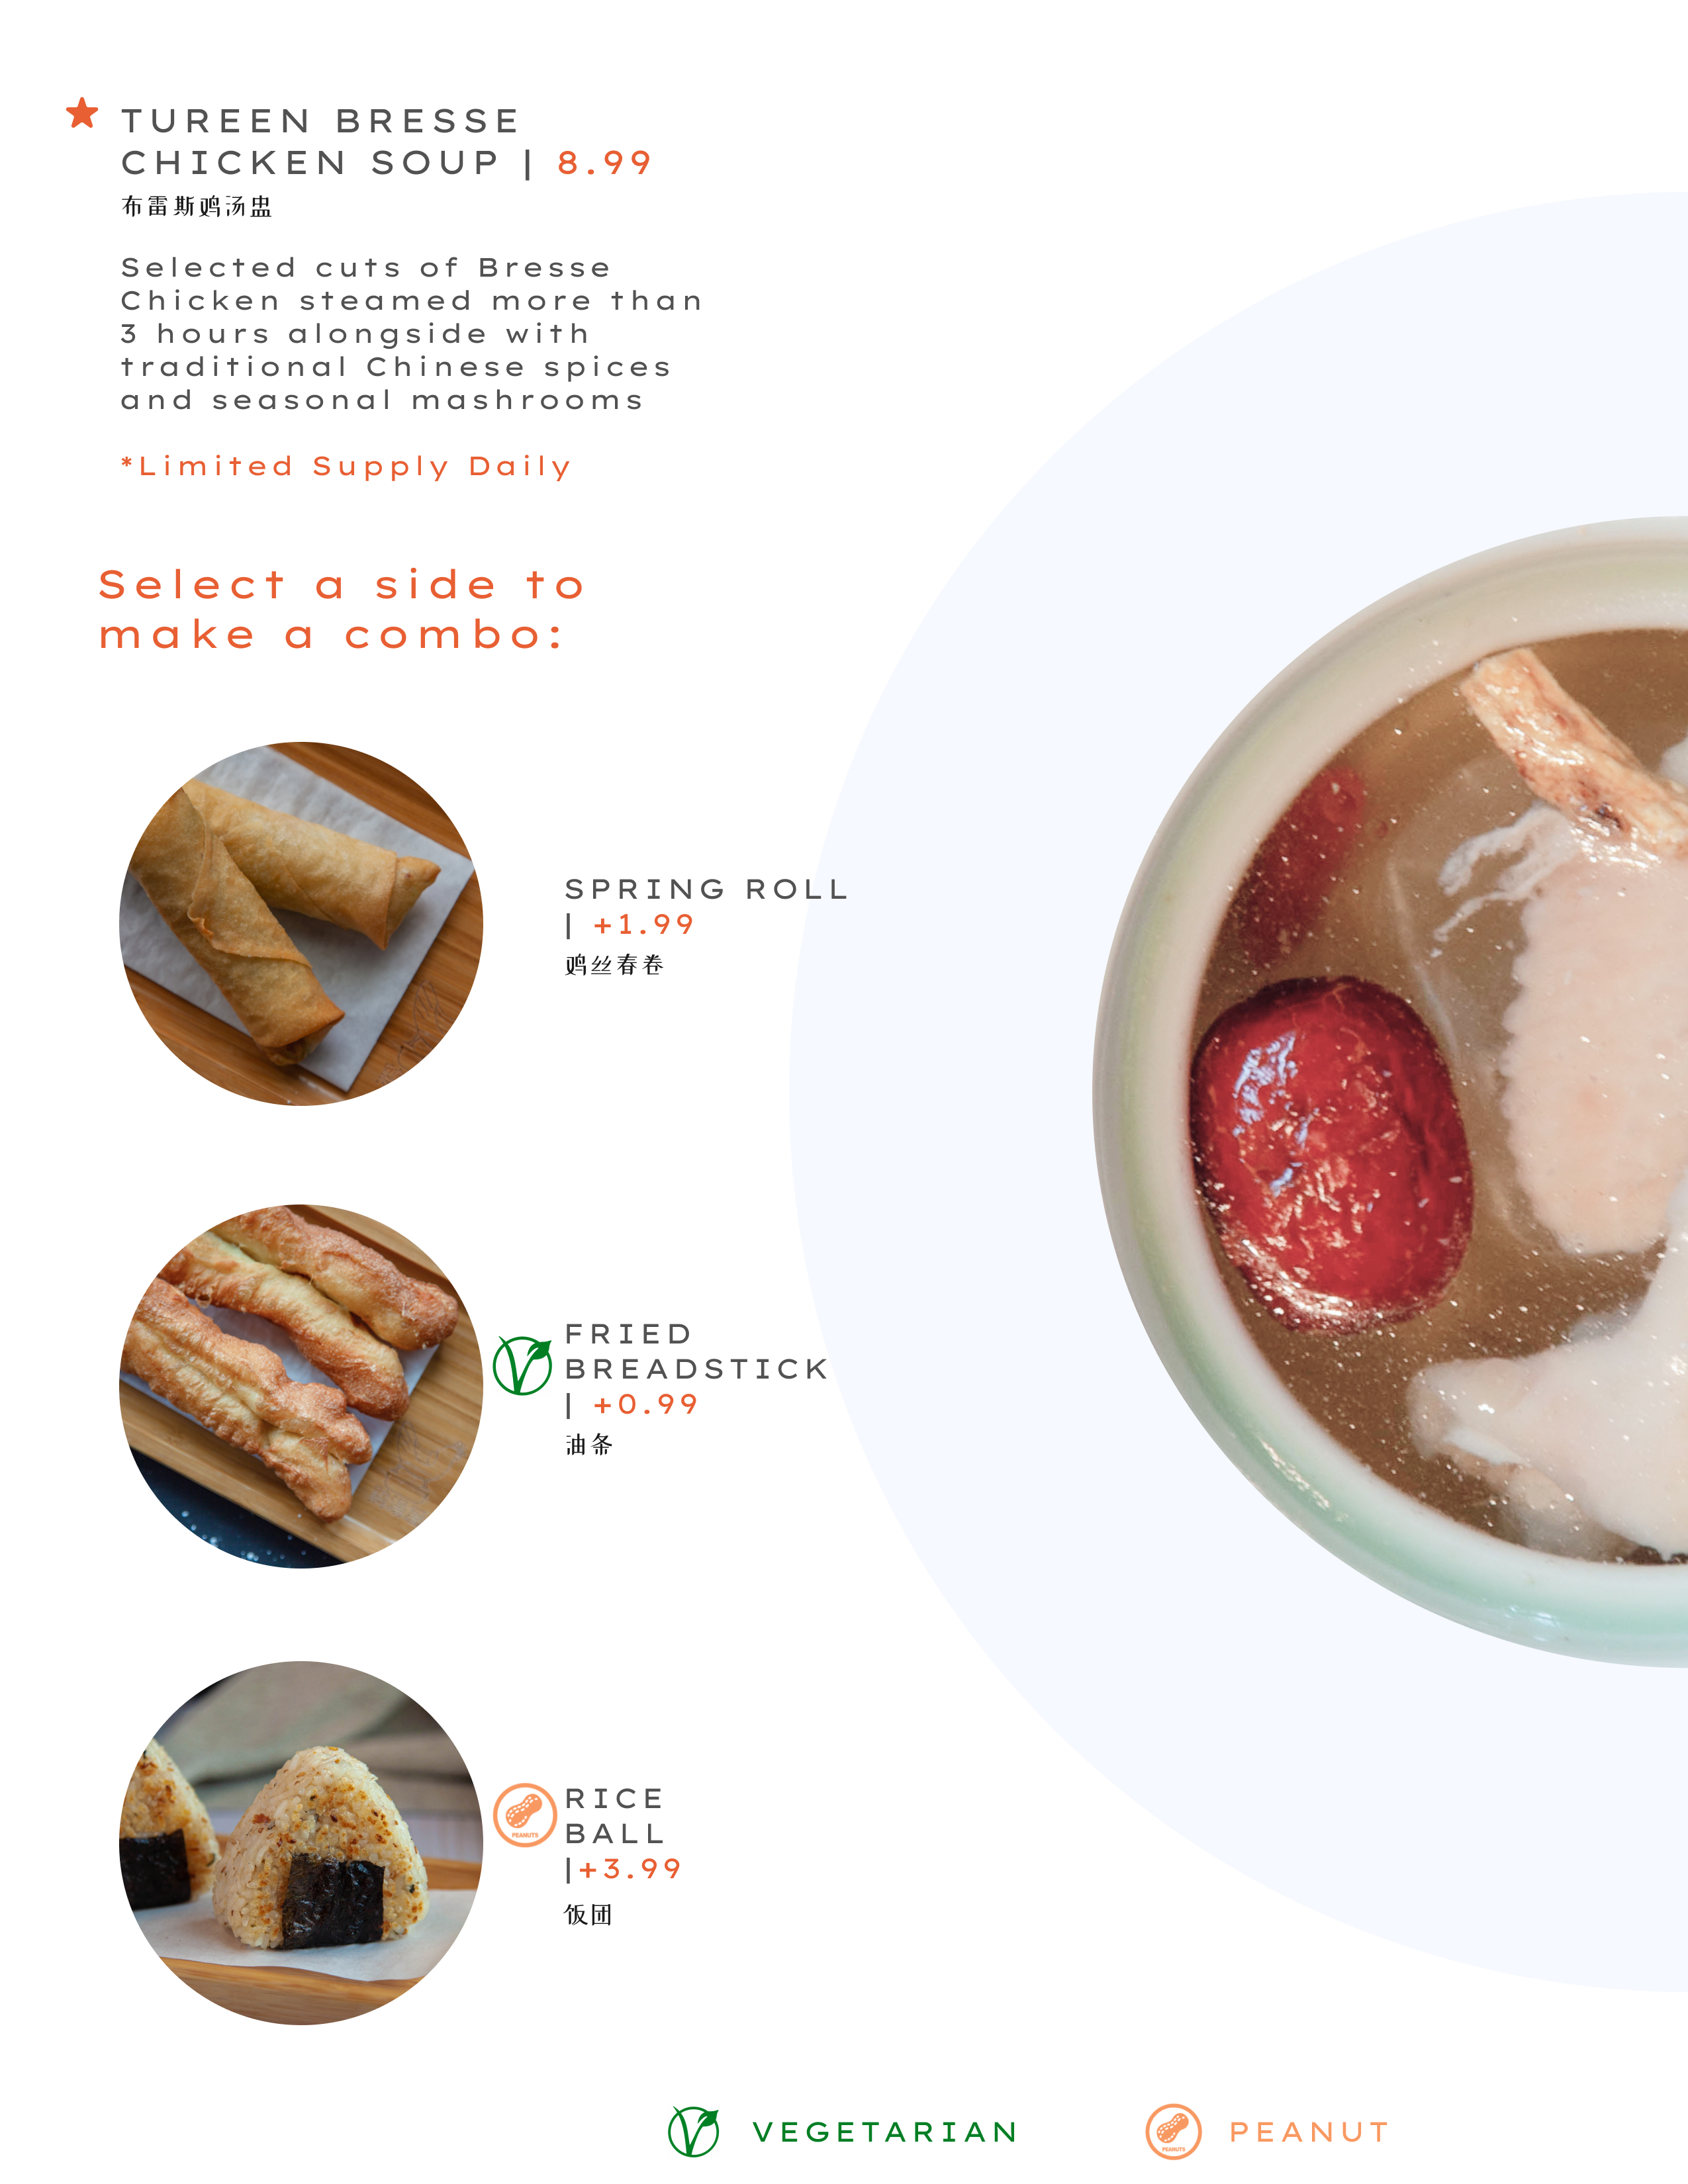 TUREEN BRESSE
CHICKEN SOUP | 8.99
布雷斯鸡汤盅
Selected cuts of Bresse
Chicken steamed more than
3 hours alongside with
traditional Chinese spices
and seasonal mashrooms
*Limited Supply Daily
Select a side to
make a combo:
SPRING ROLL
| +1.99
鸡丝春卷
FRIED
BREADSTICK
| +0.99
油条
PEANUTS
RICE
BALL
|+3.99
饭团
VEGETARIAN
PEANUTS
PEANUT